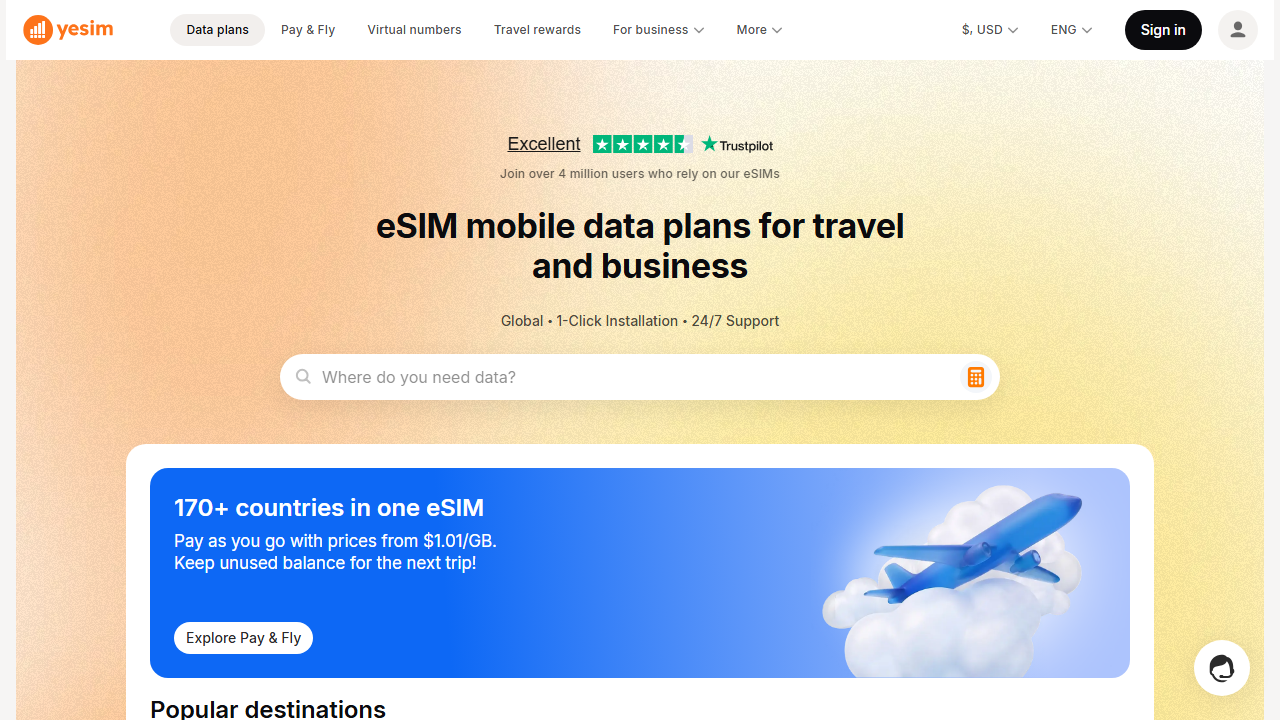 yesim
Data plans
Pay & Fly
Virtual numbers
Travel rewards
For business
More
$, USD
ENG
Sign in
Excellent
Trustpilot
Join over 4 million users who rely on our eSIMs
eSIM mobile data plans for travel
and business
Global • 1-Click Installation • 24/7 Support
Where do you need data?
170+ countries in one eSIM
Pay as you go with prices from $1.01/GB.
Keep unused balance for the next trip!
Explore Pay & Fly
Popular destinations